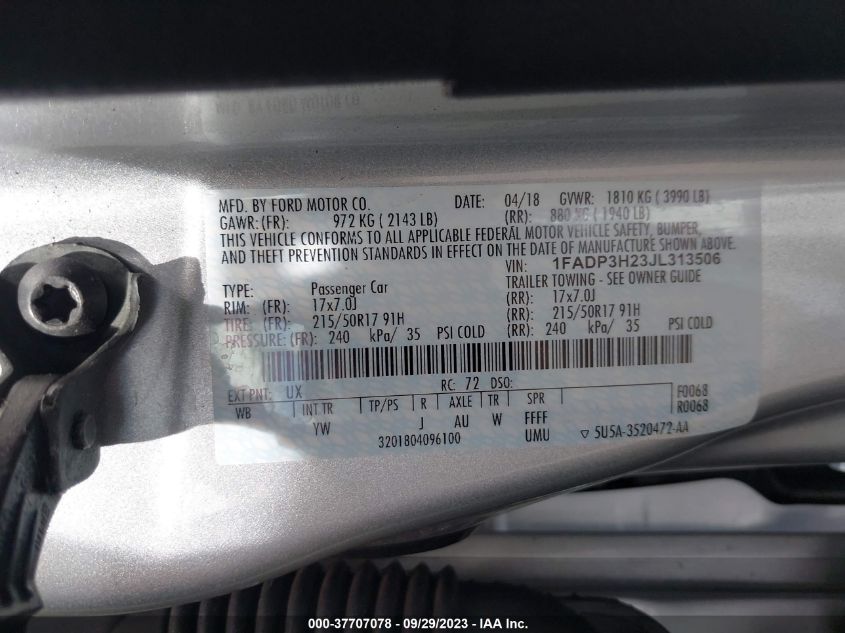 MFD. BY FORD MOTOR CO. DATE: 04/18 GVWR: 1810 KG ( 3990 LB)
GAWR: (FR): 972 KG ( 2143 LB) (RR): 880 KG ( 1940 LB)
THIS VEHICLE CONFORMS TO ALL APPLICABLE FEDERAL MOTOR VEHICLE SAFETY, BUMPER,
AND THEFT PREVENTION STANDARDS IN EFFECT ON THE DATE OF MANUFACTURE SHOWN ABOVE.
VIN: 1FADP3H23JL313506
TYPE: Passenger Car TRAILER TOWING - SEE OWNER GUIDE
RIM: (FR): 17x7.0J (RR): 17x7.0J
TIRE: (FR): 215/50R17 91H (RR): 215/50R17 91H
PRESSURE: (FR): 240 kPa/ 35 PSI COLD (RR): 240 kPa/ 35 PSI COLD
EXT PNT: UX RC: 72 DSO: F0068
WB INT TR TP/PS R AXLE TR SPR R0068
YW J AU W FFFF
3201804096100 UMU ▽ 5U5A-3520472-AA
000-37707078 - 09/29/2023 - IAA Inc.